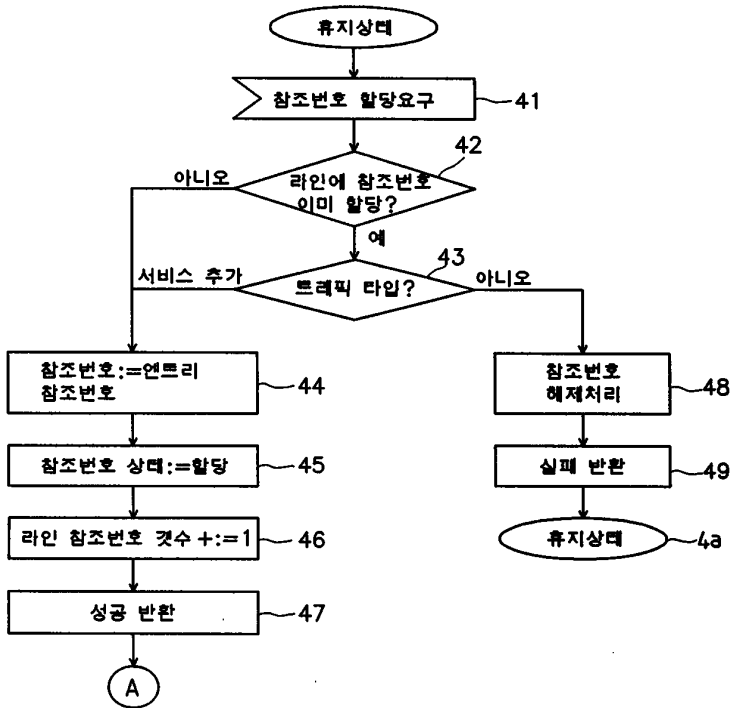 휴지상태
참조번호 할당요구
41
42
아니오
라인에 참조번호
이미 할당?
예
43
서비스 추가
트레픽 타입?
아니오
참조번호:=엔트리
참조번호
44
참조번호
해제처리
48
참조번호 상태:=할당
45
실패 반환
49
라인 참조번호 갯수 +:=1
46
휴지상태
4a
성공 반환
47
A